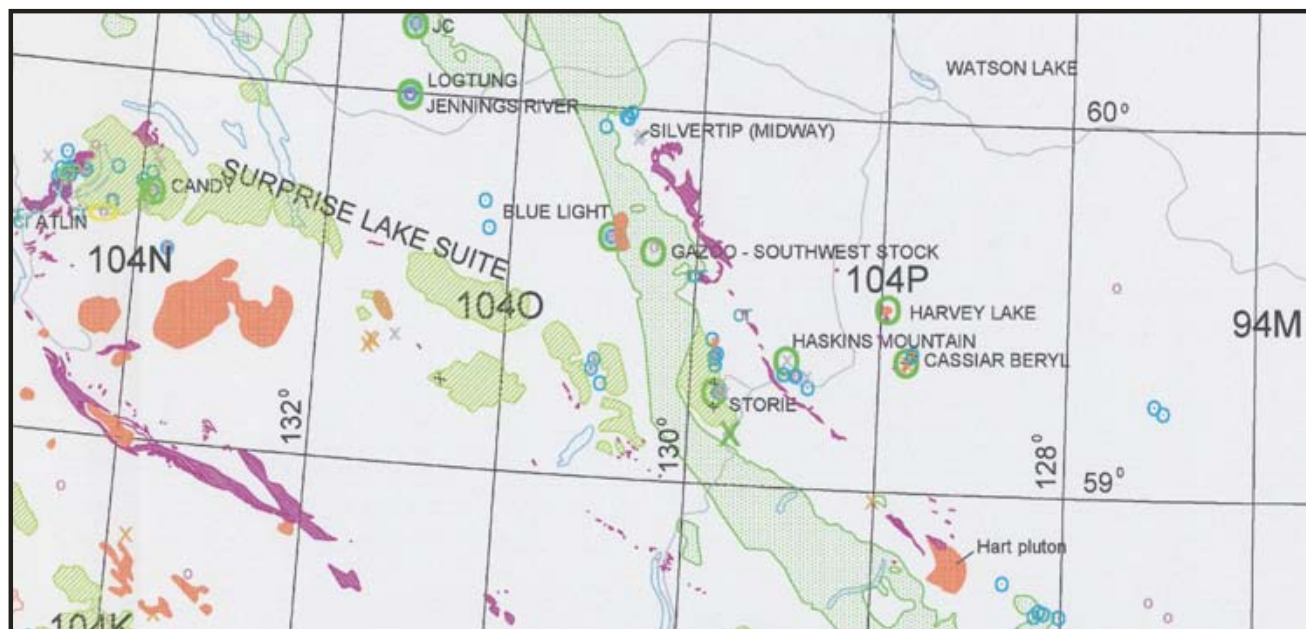 JC
LOGTUNG
JENNINGS RIVER
WATSON LAKE
60°
SILVERTIP (MIDWAY)
CANDY
SURPRISE LAKE SUITE
ATLIN
BLUE LIGHT
104N
GAZOO - SOUTHWEST STOCK
104O
104P
94M
HARVEY LAKE
HASKINS MOUNTAIN
CASSIAR BERYL
STORIE
132°
130°
128°
59°
Hart pluton
104K